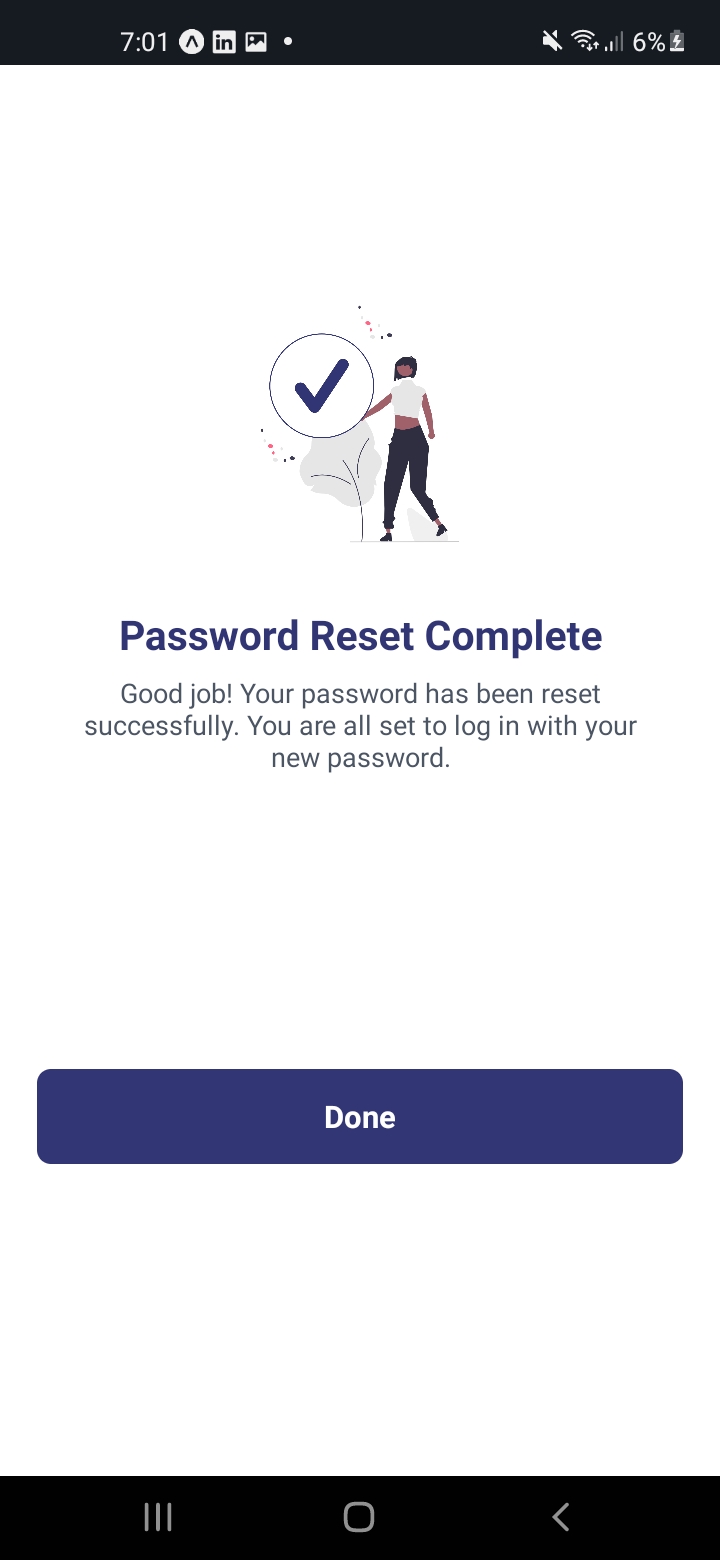 7:01 in 6%
Password Reset Complete
Good job! Your password has been reset
successfully. You are all set to log in with your
new password.
Done